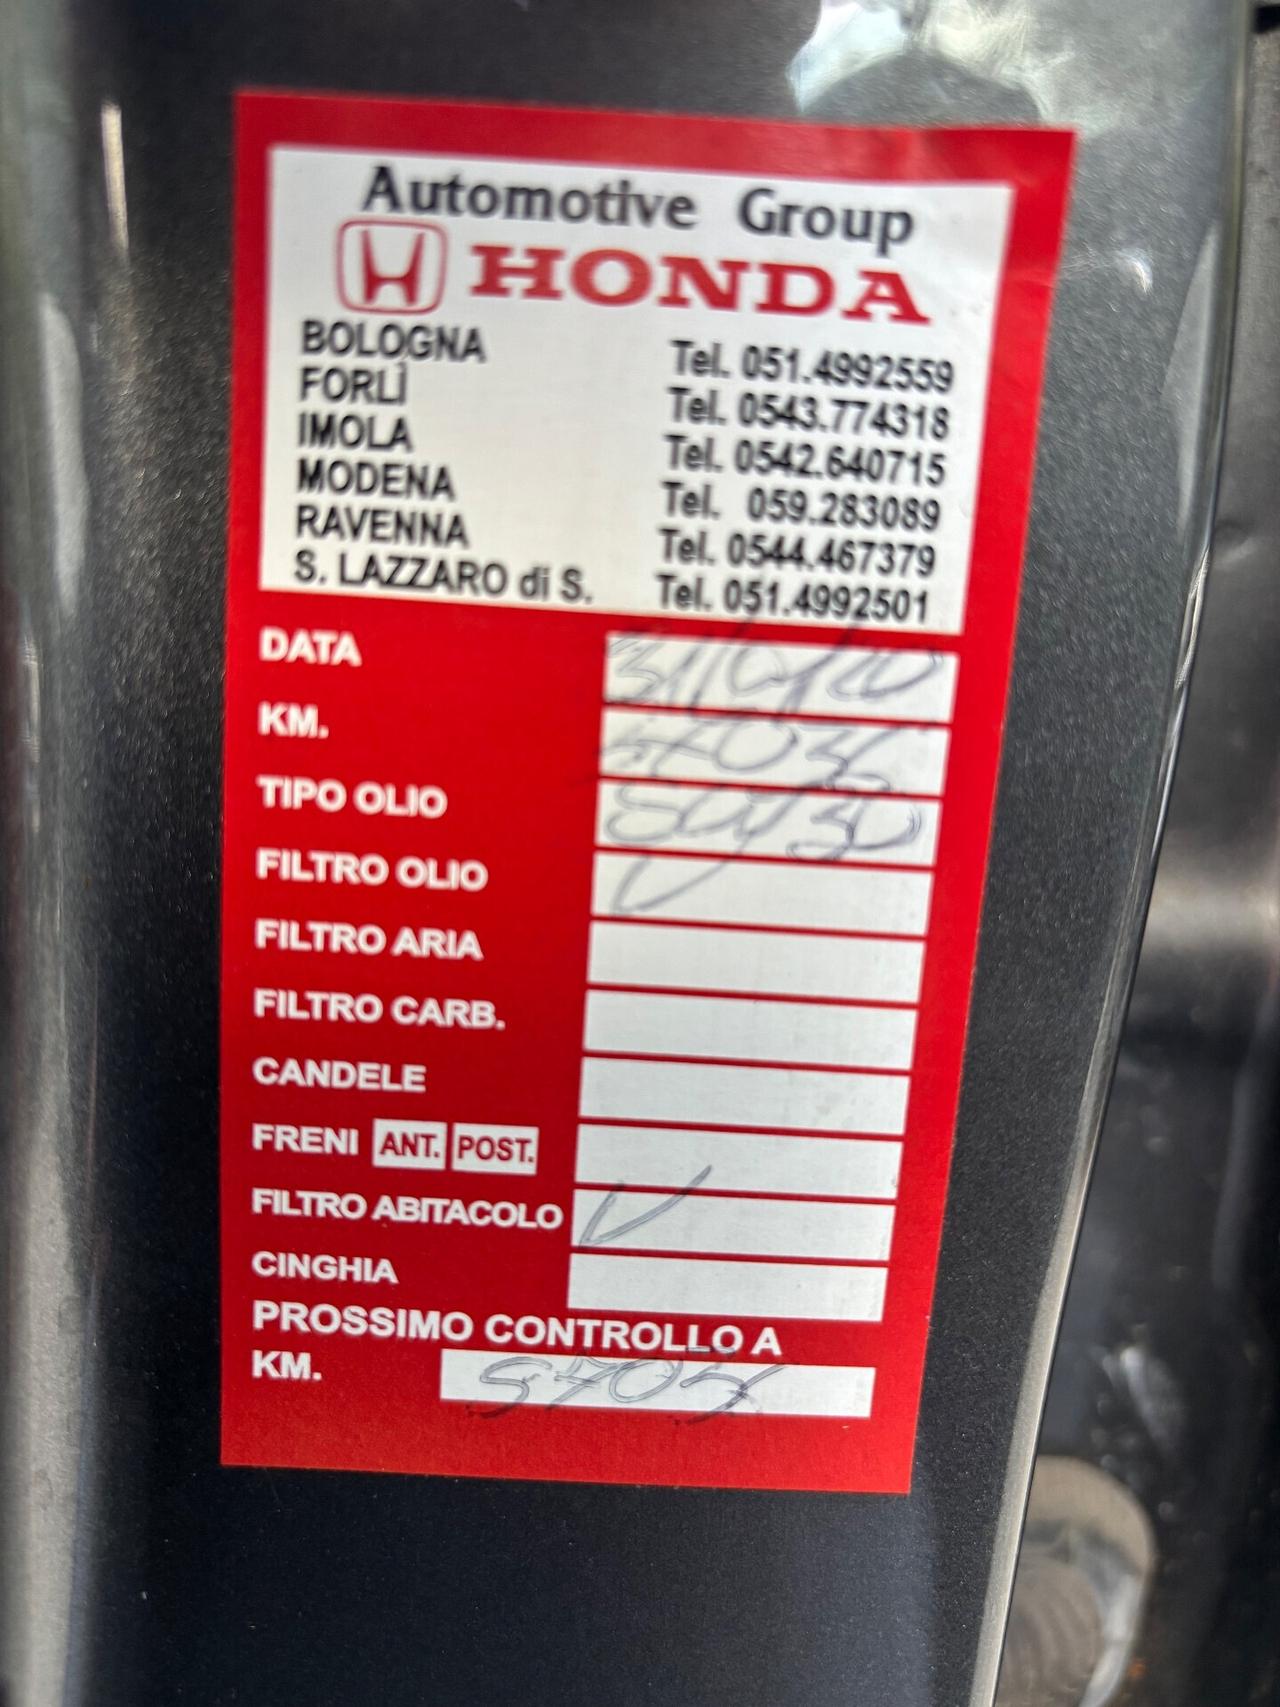 Automotive Group
HONDA
BOLOGNA Tel. 051.4992559
FORLÌ Tel. 0543.774318
IMOLA Tel. 0542.640715
MODENA Tel. 059.283089
RAVENNA Tel. 0544.467379
S. LAZZARO di S. Tel. 051.4992501
DATA
KM.
TIPO OLIO
FILTRO OLIO
FILTRO ARIA
FILTRO CARB.
CANDELE
FRENI ANT. POST.
FILTRO ABITACOLO
CINGHIA
PROSSIMO CONTROLLO A
KM.